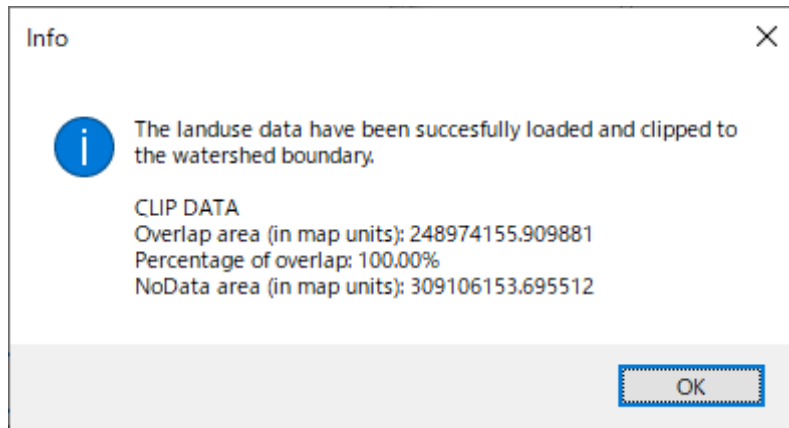 Info
The landuse data have been succesfully loaded and clipped to
the watershed boundary.
CLIP DATA
Overlap area (in map units): 248974155.909881
Percentage of overlap: 100.00%
NoData area (in map units): 309106153.695512
OK